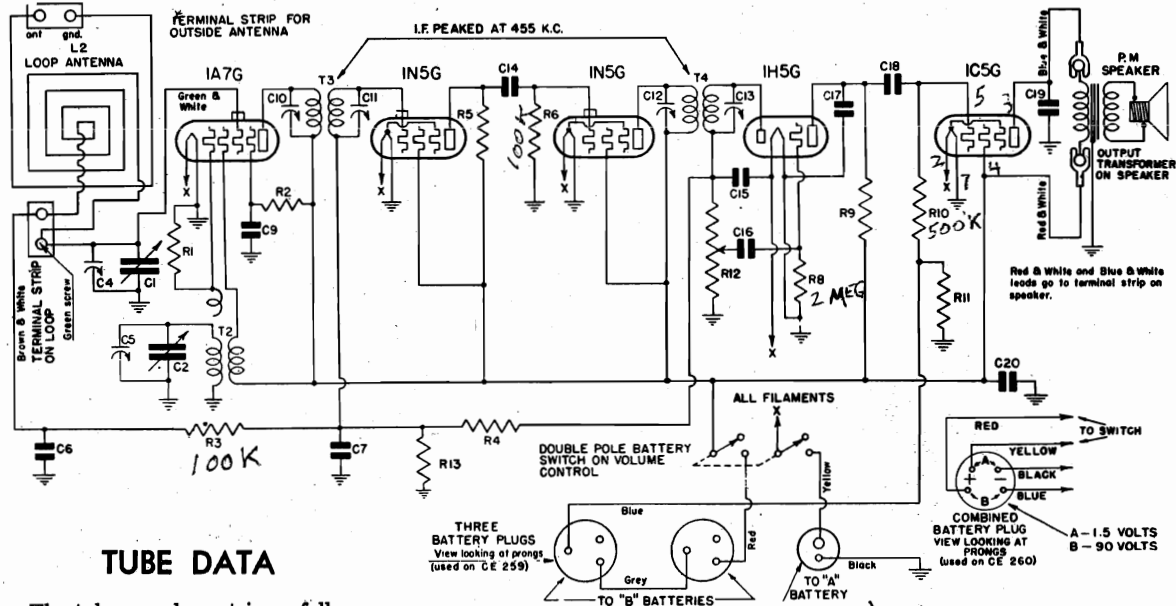 TERMINAL STRIP FOR
OUTSIDE ANTENNA
ant gnd.
L2
LOOP ANTENNA
I.F. PEAKED AT 455 K.C.
IA7G
T3
IN5G
C14
IN5G
T4
IH5G
C18
IC5G
Blue & White
P.M
SPEAKER
Green &
White
C10
C11
R5
R6
100K
C12
C13
C17
5
3
C19
OUTPUT
TRANSFORMER
ON SPEAKER
X
X
X
X
X
2
7
4
R2
C9
R1
C15
C16
R12
R8
2 MEG
R9
R10
500K
R11
Red & White
Red & White and Blue & White
leads go to terminal strip on
speaker.
Brown & White
TERMINAL STRIP
ON LOOP
Green screw
C4
C1
C5
C2
T2
C20
C6
R3
100K
C7
R13
R4
ALL FILAMENTS
X
DOUBLE POLE BATTERY
SWITCH ON VOLUME
CONTROL
Yellow
Red
RED
TO SWITCH
YELLOW
BLACK
BLUE
+ A −
B
COMBINED
BATTERY PLUG
VIEW LOOKING AT
PRONGS
(used on CE 260)
A – 1.5 VOLTS
B – 90 VOLTS
TUBE DATA
THREE
BATTERY PLUGS
View looking at prongs
(used on CE 259)
Blue
Grey
TO "B" BATTERIES
TO "A"
BATTERY
Black